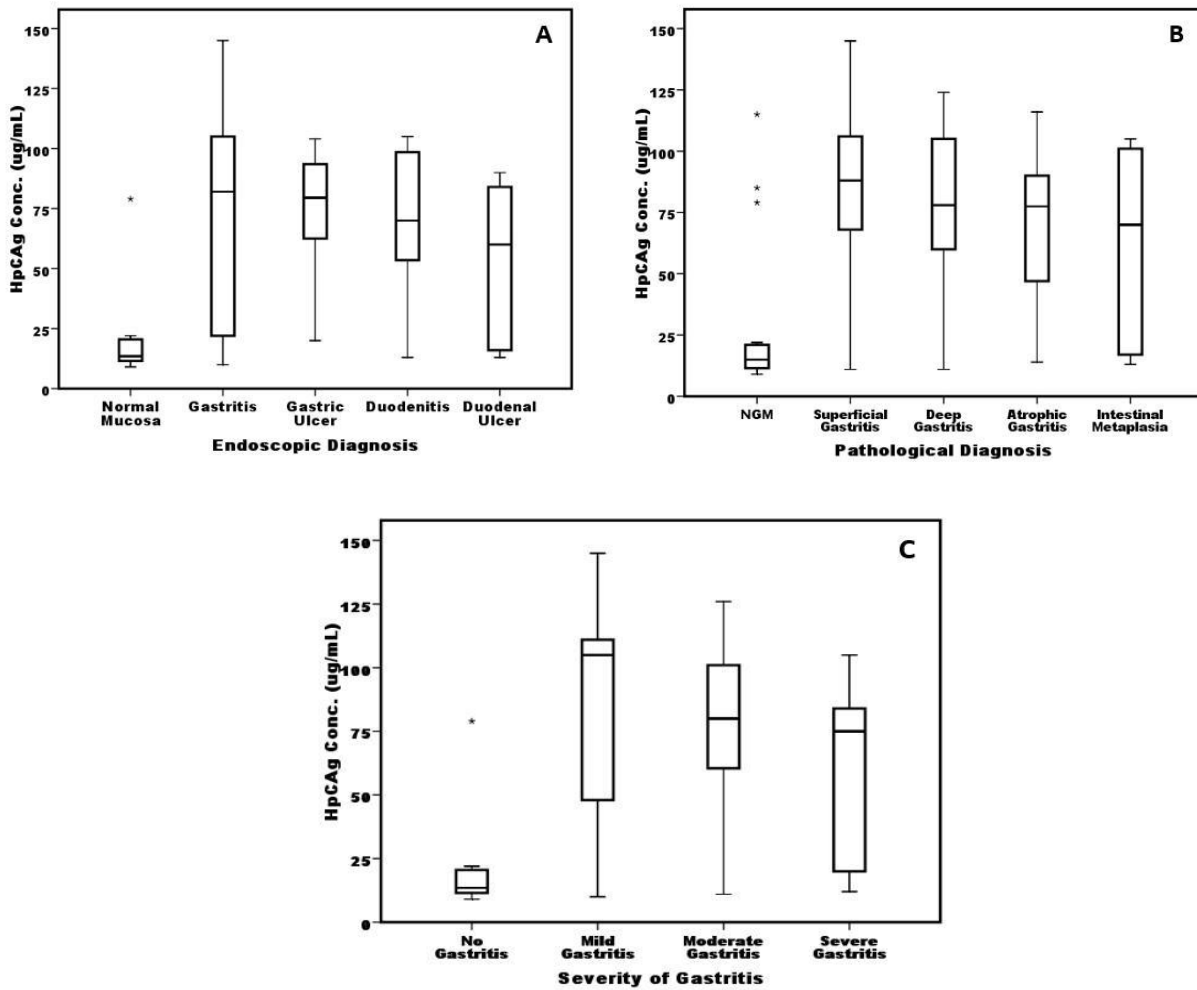 A
HpCAg Conc. (ug/mL)
150
125
100
75
50
25
0
Normal Mucosa
Gastritis
Gastric Ulcer
Duodenitis
Duodenal Ulcer
Endoscopic Diagnosis
B
HpCAg Conc. (ug/mL)
150
125
100
75
50
25
0
NGM
Superficial Gastritis
Deep Gastritis
Atrophic Gastritis
Intestinal Metaplasia
Pathological Diagnosis
C
HpCAg Conc. (ug/mL)
150
125
100
75
50
25
0
No Gastritis
Mild Gastritis
Moderate Gastritis
Severe Gastritis
Severity of Gastritis